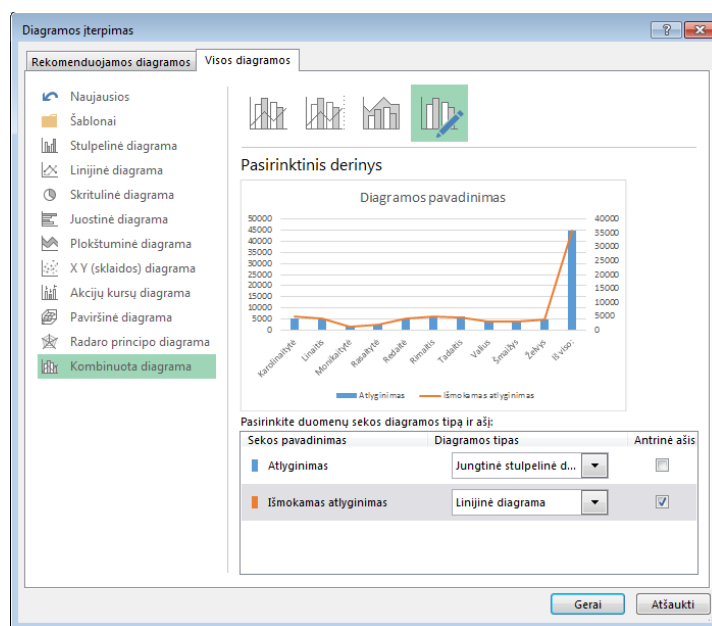 Diagramos įterpimas
Rekomenduojamos diagramos
Visos diagramos
Naujausios
Šablonai
Stulpelinė diagrama
Linijinė diagrama
Skritulinė diagrama
Juostinė diagrama
Plokštuminė diagrama
X Y (sklaidos) diagrama
Akcijų kursų diagrama
Paviršinė diagrama
Radaro principo diagrama
Kombinuota diagrama
Pasirinktinis derinys
Diagramos pavadinimas
50000
45000
40000
35000
30000
25000
20000
15000
10000
5000
0
40000
35000
30000
25000
20000
15000
10000
5000
0
Karolinaitytė
Linaitis
Monikaitytė
Rasaitytė
Redaitė
Rimaitis
Tadaitis
Valius
Šmaižys
Želvys
Iš viso:
Atlyginimas
Išmokamas atlyginimas
Pasirinkite duomenų sekos diagramos tipą ir ašį:
Sekos pavadinimas Diagramos tipas Antrinė ašis
Atlyginimas Jungtinė stulpelinė d...
Išmokamas atlyginimas Linijinė diagrama
Gerai Atšaukti